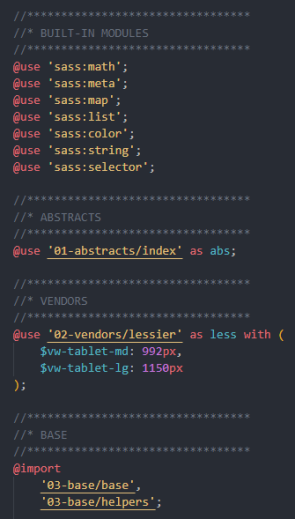 //*********************************
//* BUILT-IN MODULES
//*********************************
@use 'sass:math';
@use 'sass:meta';
@use 'sass:map';
@use 'sass:list';
@use 'sass:color';
@use 'sass:string';
@use 'sass:selector';
//*********************************
//* ABSTRACTS
//*********************************
@use '01-abstracts/index' as abs;
//*********************************
//* VENDORS
//*********************************
@use '02-vendors/lessier' as less with (
$vw-tablet-md: 992px,
$vw-tablet-lg: 1150px
);
//*********************************
//* BASE
//*********************************
@import
'03-base/base',
'03-base/helpers';